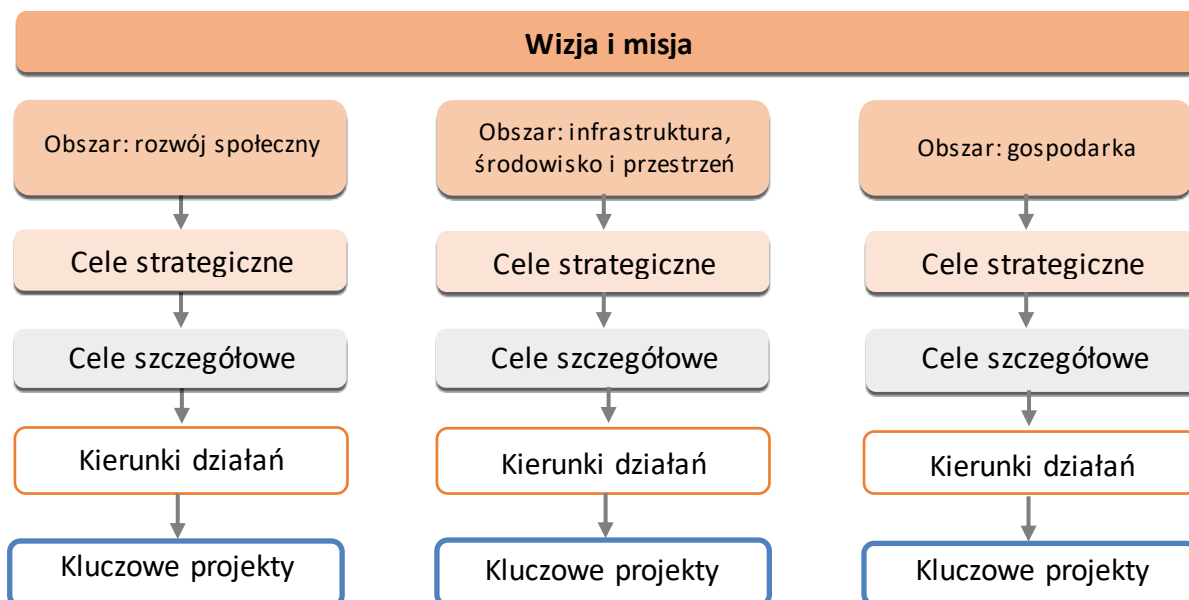 Wizja i misja
Obszar: rozwój społeczny
Obszar: infrastruktura,
środowisko i przestrzeń
Obszar: gospodarka
Cele strategiczne
Cele strategiczne
Cele strategiczne
Cele szczegółowe
Cele szczegółowe
Cele szczegółowe
Kierunki działań
Kierunki działań
Kierunki działań
Kluczowe projekty
Kluczowe projekty
Kluczowe projekty